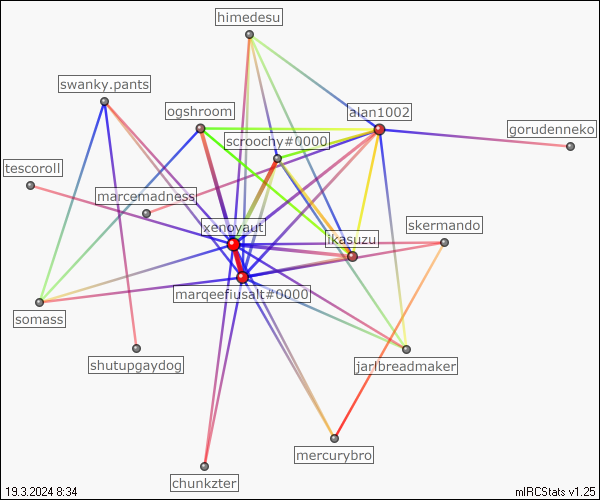 himedesu
swanky.pants
ogshroom
alan1002
scroochy#0000
gorudenneko
tescoroll
marcemadness
xenoyaut
ikasuzu
skermando
marqeefiusalt#0000
somass
shutupgaydog
jarlbreadmaker
mercurybro
chunkzter
19.3.2024 8:34
mIRCStats v1.25